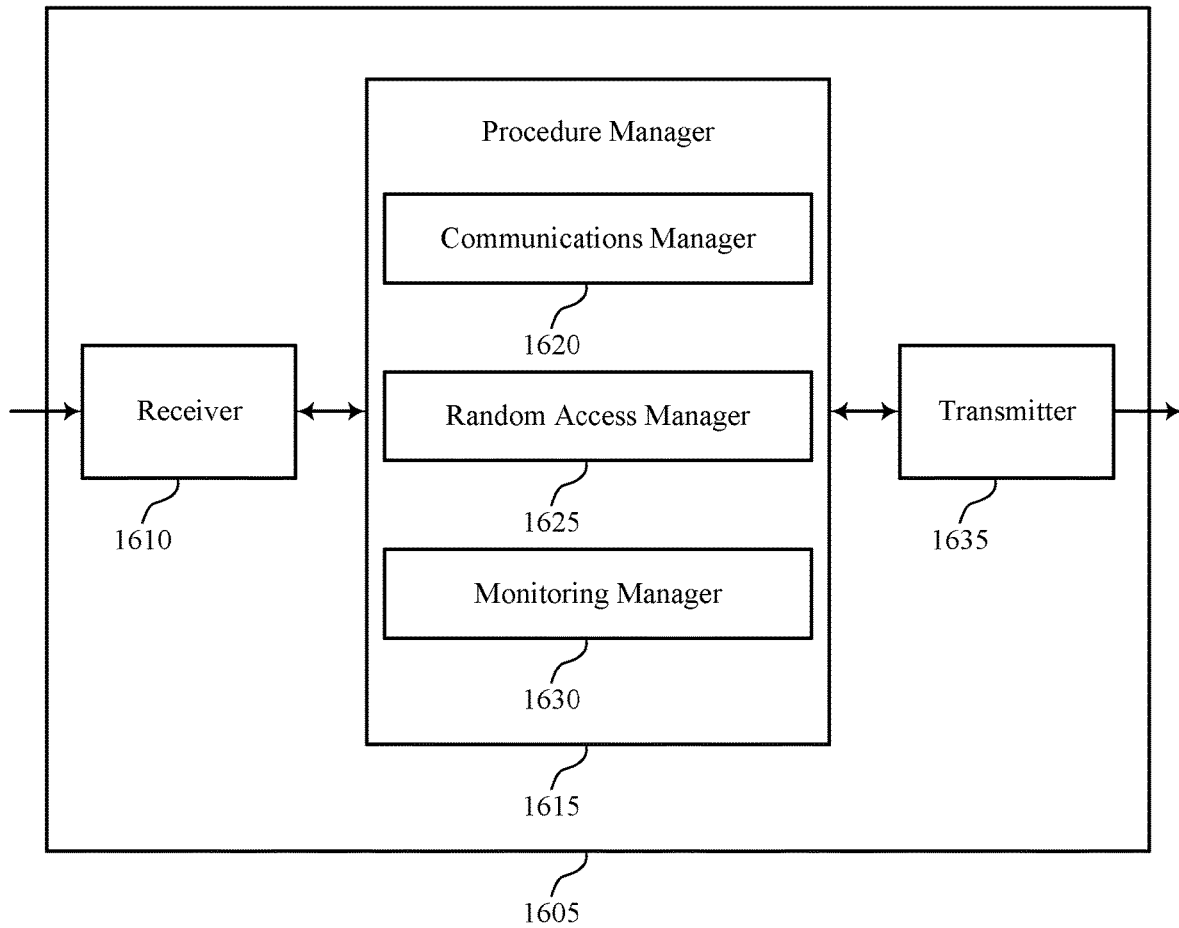 Procedure Manager
Communications Manager
1620
Receiver
1610
Random Access Manager
1625
Transmitter
1635
Monitoring Manager
1630
1615
1605